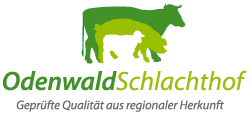 OdenwaldSchlachthof
Geprüfte Qualität aus regionaler Herkunft